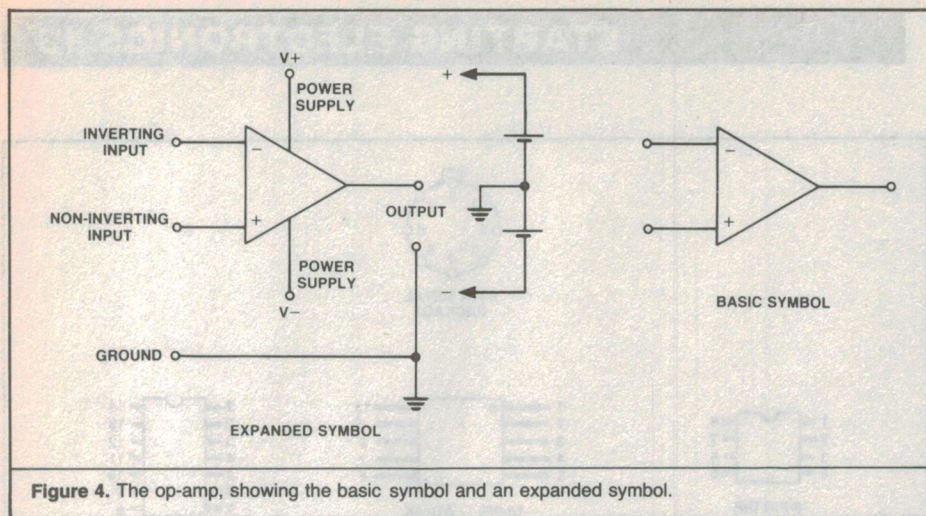 V+
POWER
SUPPLY
INVERTING
INPUT
−
NON-INVERTING
INPUT
+
OUTPUT
POWER
SUPPLY
V−
GROUND
EXPANDED SYMBOL
+
−
−
+
BASIC SYMBOL
Figure 4. The op-amp, showing the basic symbol and an expanded symbol.